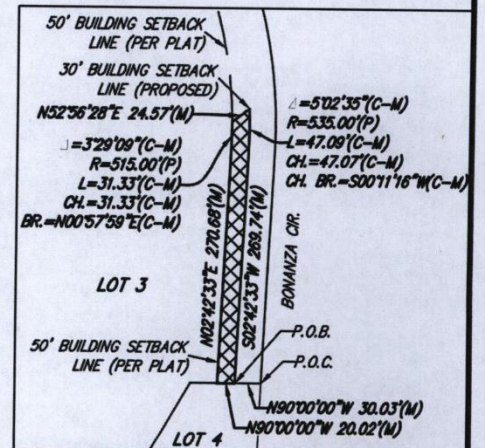 50' BUILDING SETBACK
LINE (PER PLAT)
30' BUILDING SETBACK
LINE (PROPOSED)
N52°56'28"E 24.57'(M)
Δ=3°29'09"(C-M)
R=515.00'(P)
L=31.33'(C-M)
CH.=31.33'(C-M)
BR.=N00°57'59"E(C-M)
Δ=5°02'35"(C-M)
R=535.00'(P)
L=47.09'(C-M)
CH.=47.07'(C-M)
CH. BR.=S00°11'16"W(C-M)
N02°42'33"E 270.68'(M)
S02°42'33"W 269.74'(M)
BONANZA CIR.
LOT 3
50' BUILDING SETBACK
LINE (PER PLAT)
P.O.B.
P.O.C.
N90°00'00"W 30.03'(M)
N90°00'00"W 20.02'(M)
LOT 4